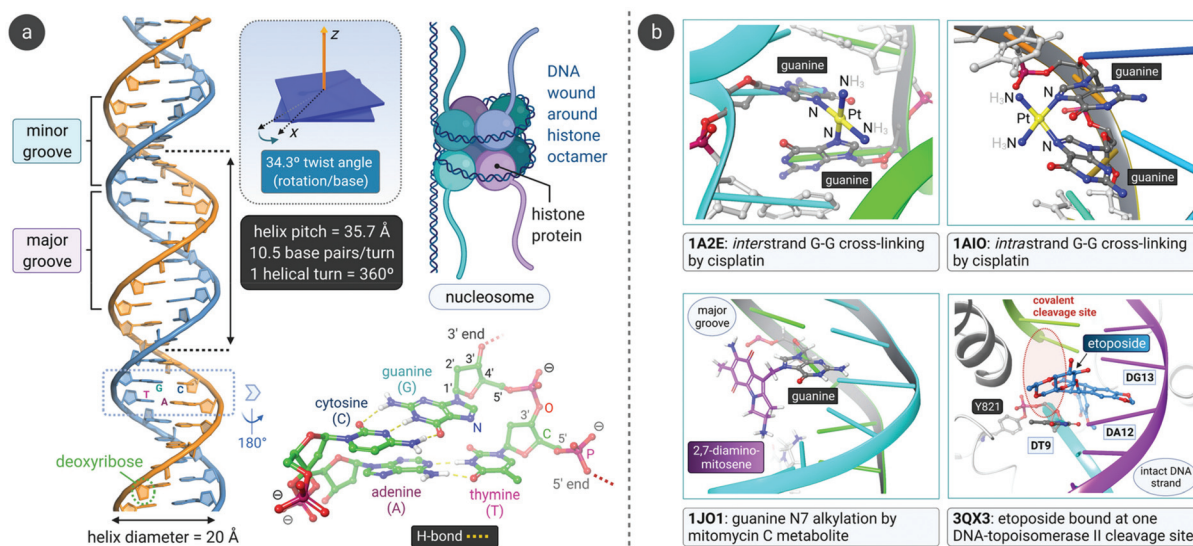 a
minor
groove
major
groove
z
x
34.3º twist angle
(rotation/base)
helix pitch = 35.7 Å
10.5 base pairs/turn
1 helical turn = 360º
DNA
wound
around
histone
octamer
histone
protein
nucleosome
G
C
T
A
180°
deoxyribose
helix diameter = 20 Å
3' end
guanine
(G)
cytosine
(C)
2'
3'
4'
1'
5'
⊖
O
N
3'
C
5'
P
⊖
5' end
adenine
(A)
thymine
(T)
⊖
H-bond
b
guanine
N
NH₃
N
Pt
N
NH₃
guanine
1A2E: interstrand G-G cross-linking
by cisplatin
guanine
H₃N
N
Pt
H₃N
N
guanine
1AIO: intrastrand G-G cross-linking
by cisplatin
major
groove
guanine
2,7-diamino-
mitosene
1JO1: guanine N7 alkylation by
mitomycin C metabolite
covalent
cleavage site
etoposide
DG13
Y821
DA12
DT9
intact DNA
strand
3QX3: etoposide bound at one
DNA-topoisomerase II cleavage site